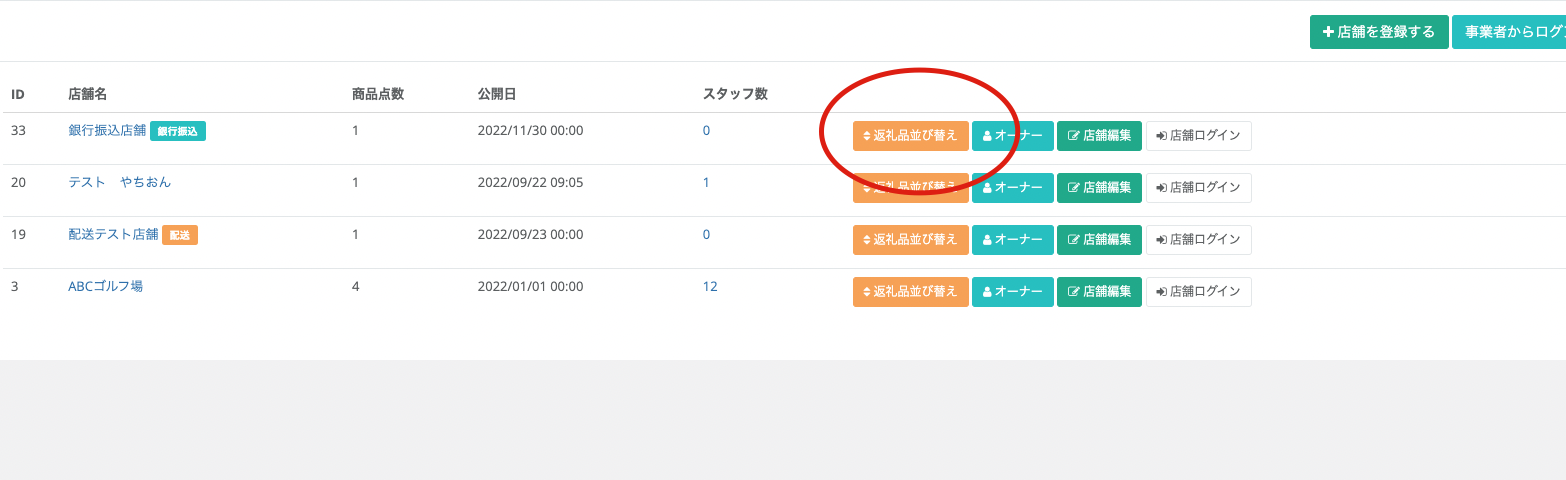 店舗を登録する 事業者からログ
ID 店舗名 商品点数 公開日 スタッフ数
33 銀行振込店舗 銀行振込 1 2022/11/30 00:00 0 返礼品並び替え オーナー 店舗編集 店舗ログイン
20 テスト　やちおん 1 2022/09/22 09:05 1 返礼品並び替え オーナー 店舗編集 店舗ログイン
19 配送テスト店舗 配送 1 2022/09/23 00:00 0 返礼品並び替え オーナー 店舗編集 店舗ログイン
3 ABCゴルフ場 4 2022/01/01 00:00 12 返礼品並び替え オーナー 店舗編集 店舗ログイン